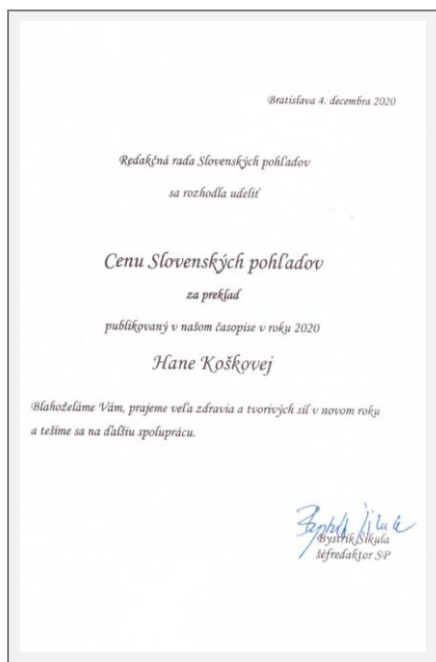 Bratislava 4. decembra 2020
Redakčná rada Slovenských pohľadov
sa rozhodla udeliť
Cenu Slovenských pohľadov
za preklad
publikovaný v našom časopise v roku 2020
Hane Koškovej
Blahoželáme Vám, prajeme veľa zdravia a tvorivých síl v novom roku
a tešíme sa na ďalšiu spoluprácu.
Bystrík Šikula
šéfredaktor SP